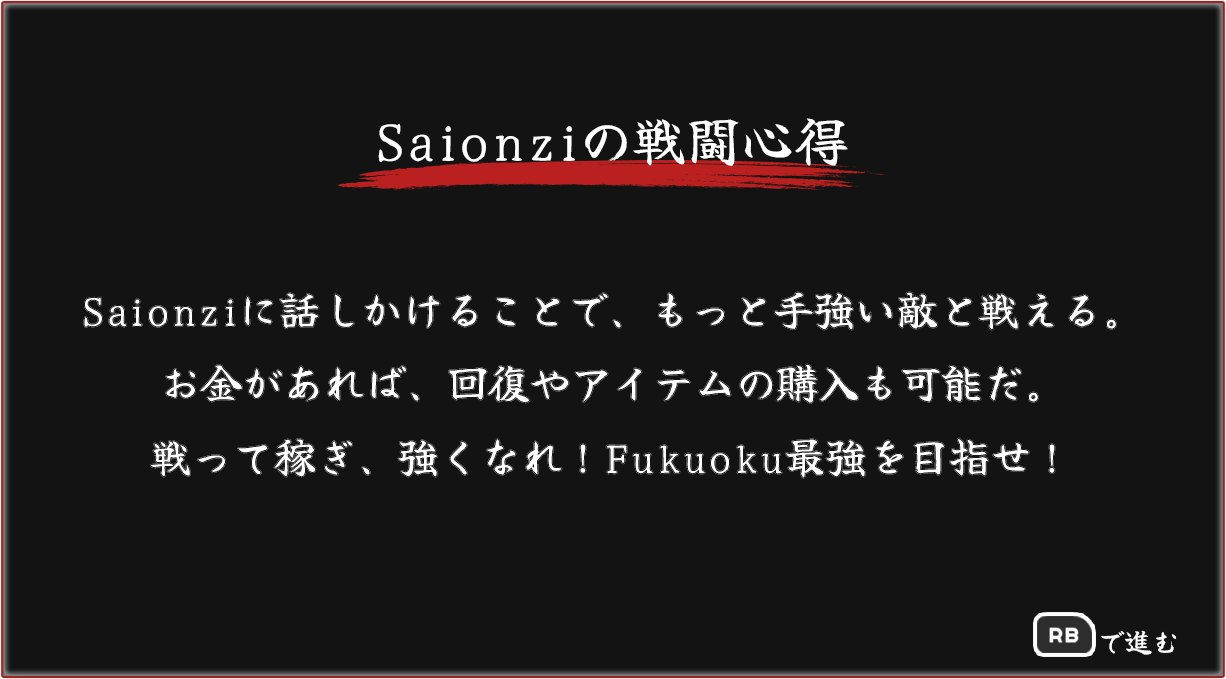 Saionziの戦闘心得
Saionziに話しかけることで、もっと手強い敵と戦える。
お金があれば、回復やアイテムの購入も可能だ。
戦って稼ぎ、強くなれ！Fukuoku最強を目指せ！
RBで進む